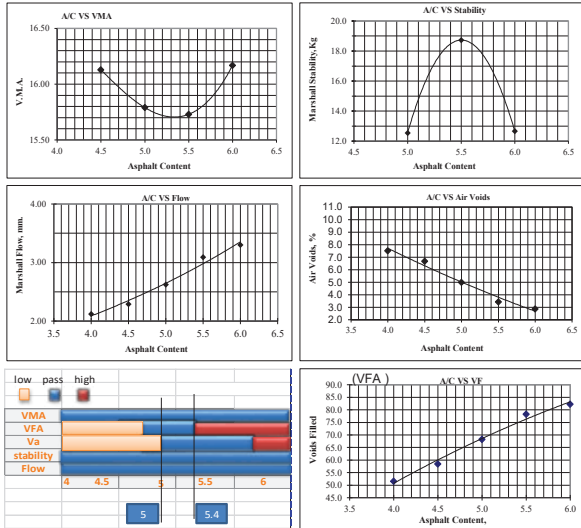 A/C VS VMA
V.M.A.
16.50
16.00
15.50
4.0 4.5 5.0 5.5 6.0 6.5
Asphalt Content
A/C VS Stability
Marshall Stability,Kg
20.0
18.0
16.0
14.0
12.0
4.5 5.0 5.5 6.0 6.5
Asphalt Content
A/C VS Flow
Marshall Flow, mm.
4.00
3.00
2.00
3.5 4.0 4.5 5.0 5.5 6.0 6.5
Asphalt Content
A/C VS Air Voids
Air Voids, %
11.0
10.0
9.0
8.0
7.0
6.0
5.0
4.0
3.0
2.0
3.5 4.0 4.5 5.0 5.5 6.0 6.5
Asphalt Content
low pass high
VMA
VFA
Va
stability
Flow
4 4.5 5 5.5 6
5 5.4
(VFA )
A/C VS VF
Voids Filled
90.0
85.0
80.0
75.0
70.0
65.0
60.0
55.0
50.0
45.0
3.5 4.0 4.5 5.0 5.5 6.0
Asphalt Content,